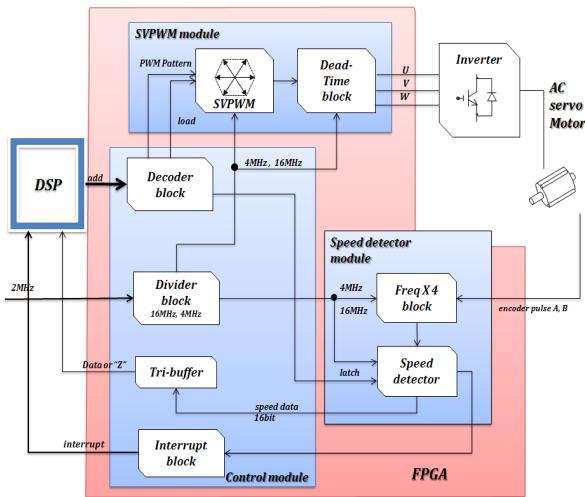 SVPWM module
PWM Pattern
SVPWM
load
Dead-
Time
block
U
V
W
Inverter
AC
servo
Motor
4MHz , 16MHz
DSP
add
Decoder
block
2MHz
Divider
block
16MHz, 4MHz
Speed detector
module
4MHz
16MHz
Freq X4
block
encoder pulse A, B
Data or "Z"
Tri-buffer
latch
Speed
detector
speed data
16bit
interrupt
Interrupt
block
Control module
FPGA